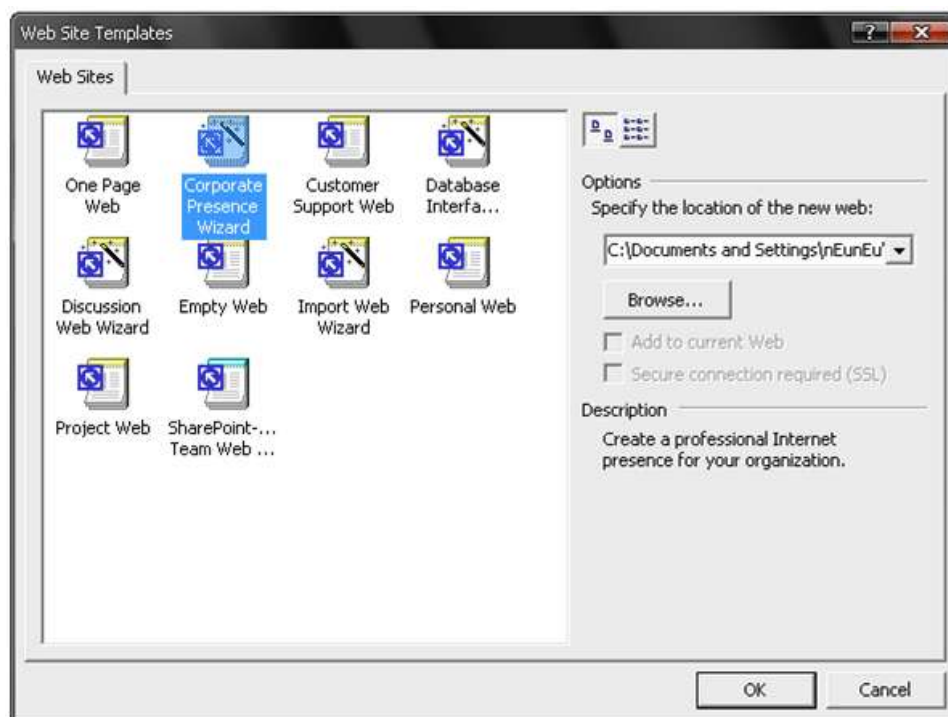 Web Site Templates
Web Sites
One Page
Web
Corporate
Presence
Wizard
Customer
Support Web
Database
Interfa...
Discussion
Web Wizard
Empty Web
Import Web
Wizard
Personal Web
Project Web
SharePoint-...
Team Web ...
Options
Specify the location of the new web:
C:\Documents and Settings\nEunEu'
Browse...
Add to current Web
Secure connection required (SSL)
Description
Create a professional Internet
presence for your organization.
OK
Cancel